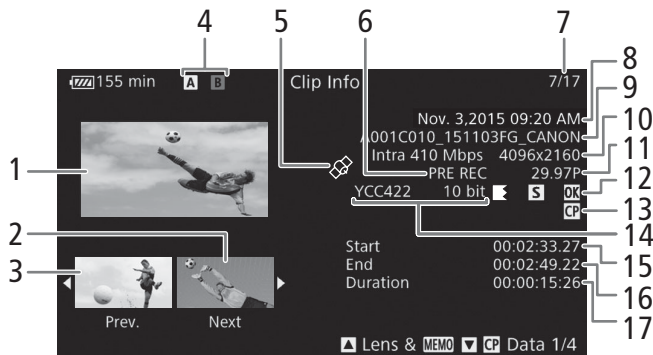 4 5 6 7
155 min A B Clip Info 7/17
8
Nov. 3,2015 09:20 AM
9
A001C010_151103FG_CANON
10
Intra 410 Mbps 4096x2160
11
PRE REC 29.97P
12
YCC422 10 bit S OK
13
CP
14
1
2
3
Start 00:02:33.27
15
End 00:02:49.22
16
Duration 00:00:15:26
17
Prev. Next
Lens & MEMO CP Data 1/4